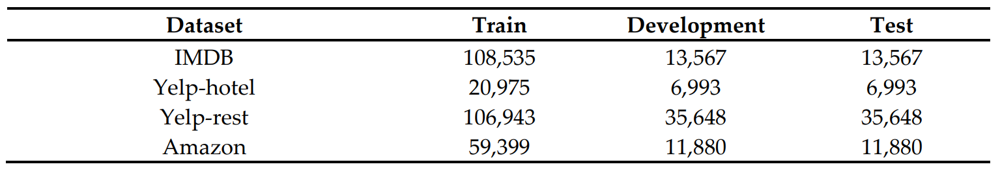 Dataset Train Development Test
IMDB 108,535 13,567 13,567
Yelp-hotel 20,975 6,993 6,993
Yelp-rest 106,943 35,648 35,648
Amazon 59,399 11,880 11,880